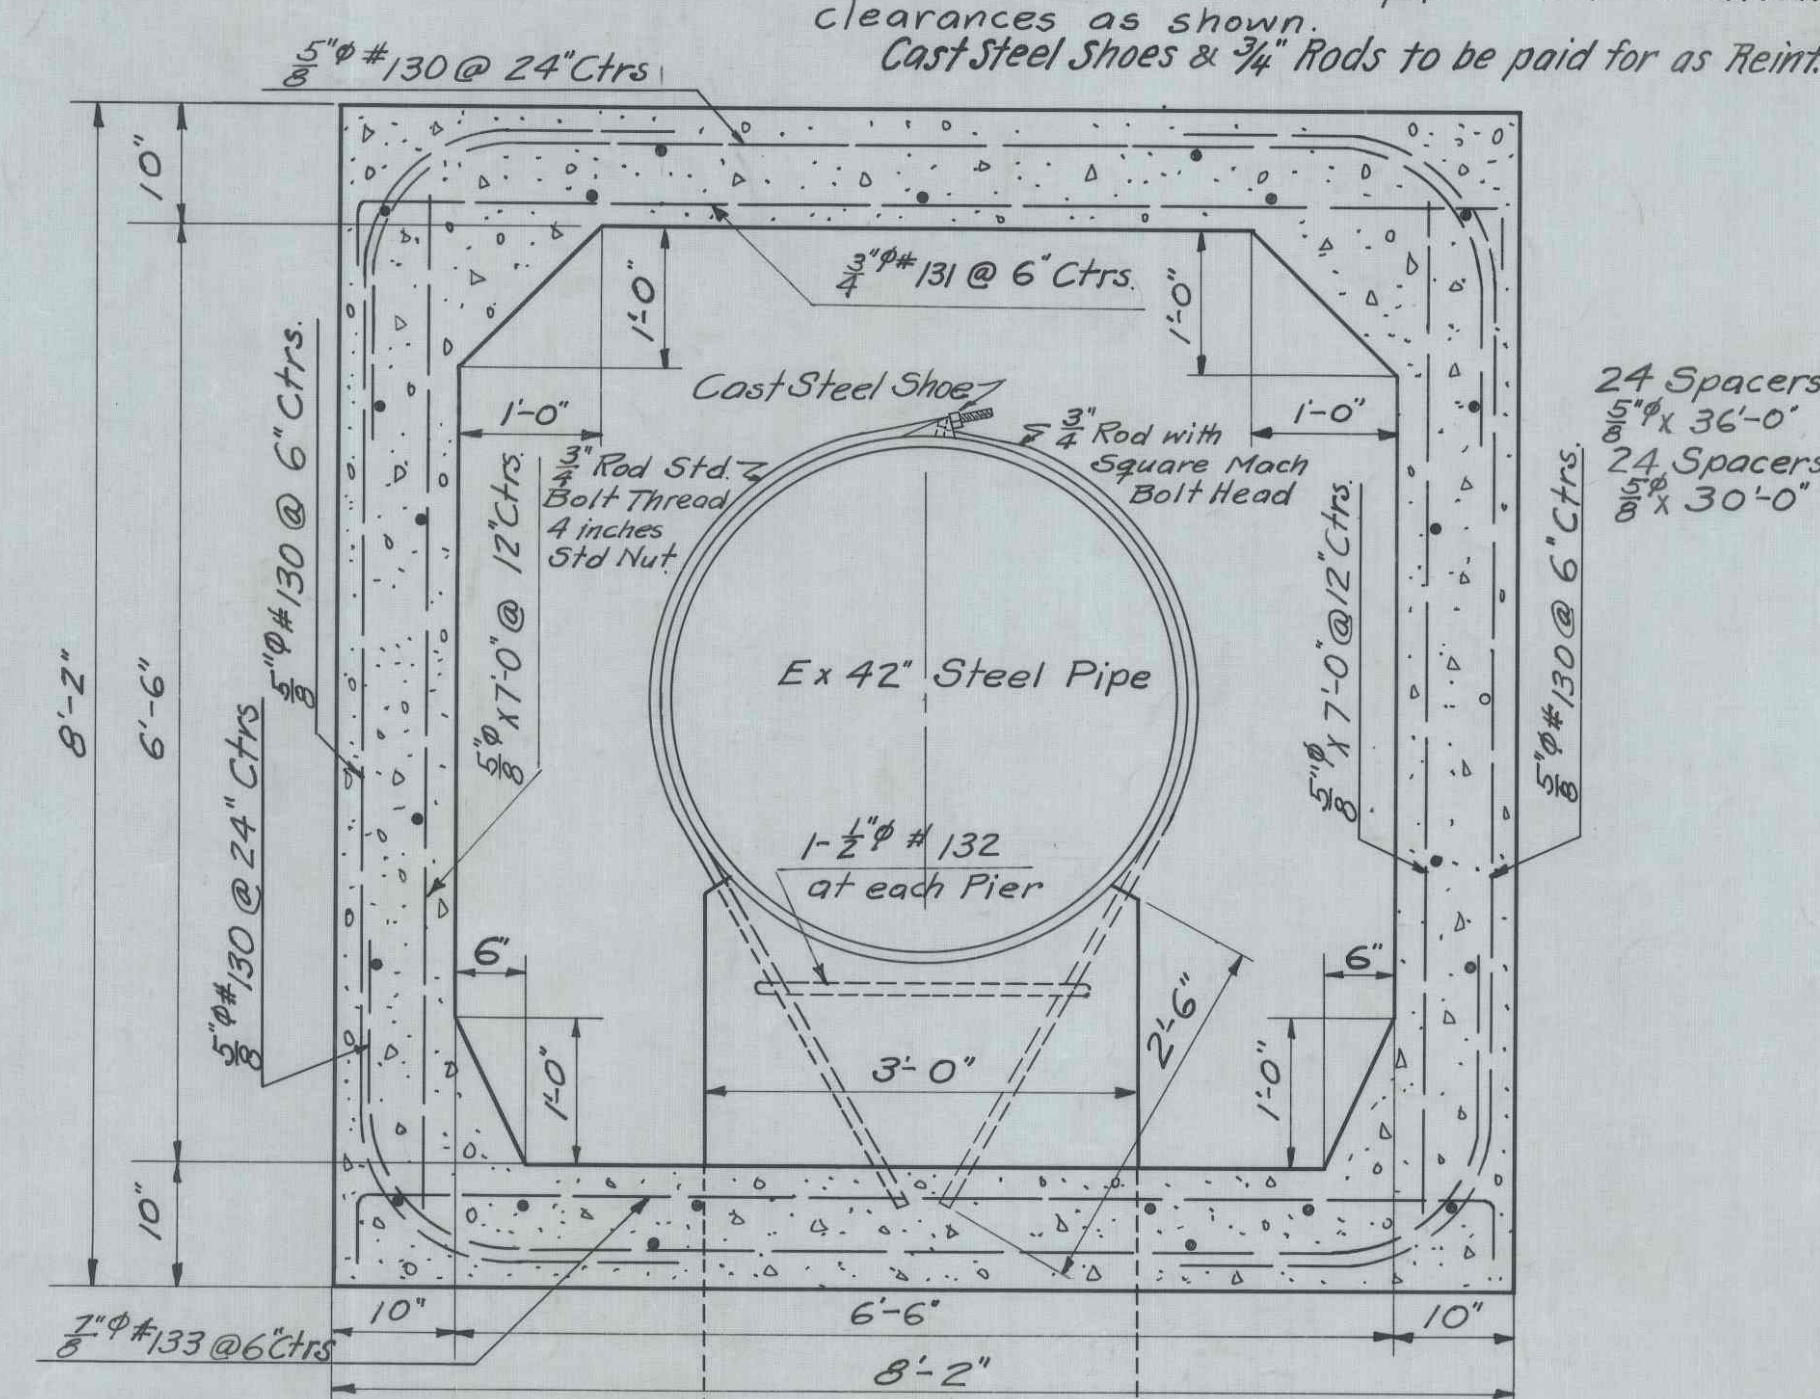 clearances as shown.
Cast Steel Shoes & 3/4" Rods to be paid for as Reinf.
5/8"φ #130 @ 24" Ctrs
10"
3/4"φ #131 @ 6" Ctrs.
1'-0"
1'-0"
Cast Steel Shoe
1'-0"
1'-0"
3/4" Rod with
Square Mach
Bolt Head
3/4" Rod Std.
Bolt Thread
4 inches
Std Nut
24 Spacers
5/8"φ x 36'-0"
24 Spacers
5/8"φ x 30'-0"
5/8"φ #130 @ 6" Ctrs.
5/8"φ x 7'-0" @ 12" Ctrs.
5/8"φ x 7'-0" @ 12" Ctrs.
5/8"φ #130 @ 6" Ctrs.
8'-2"
6'-6"
Ex 42" Steel Pipe
5/8"φ #130 @ 24" Ctrs
1-1/2"φ # 132
at each Pier
6"
6"
2'-6"
3'-0"
1'-0"
1'-0"
10"
10"
6'-6"
10"
7/8"φ #133 @ 6" Ctrs
8'-2"